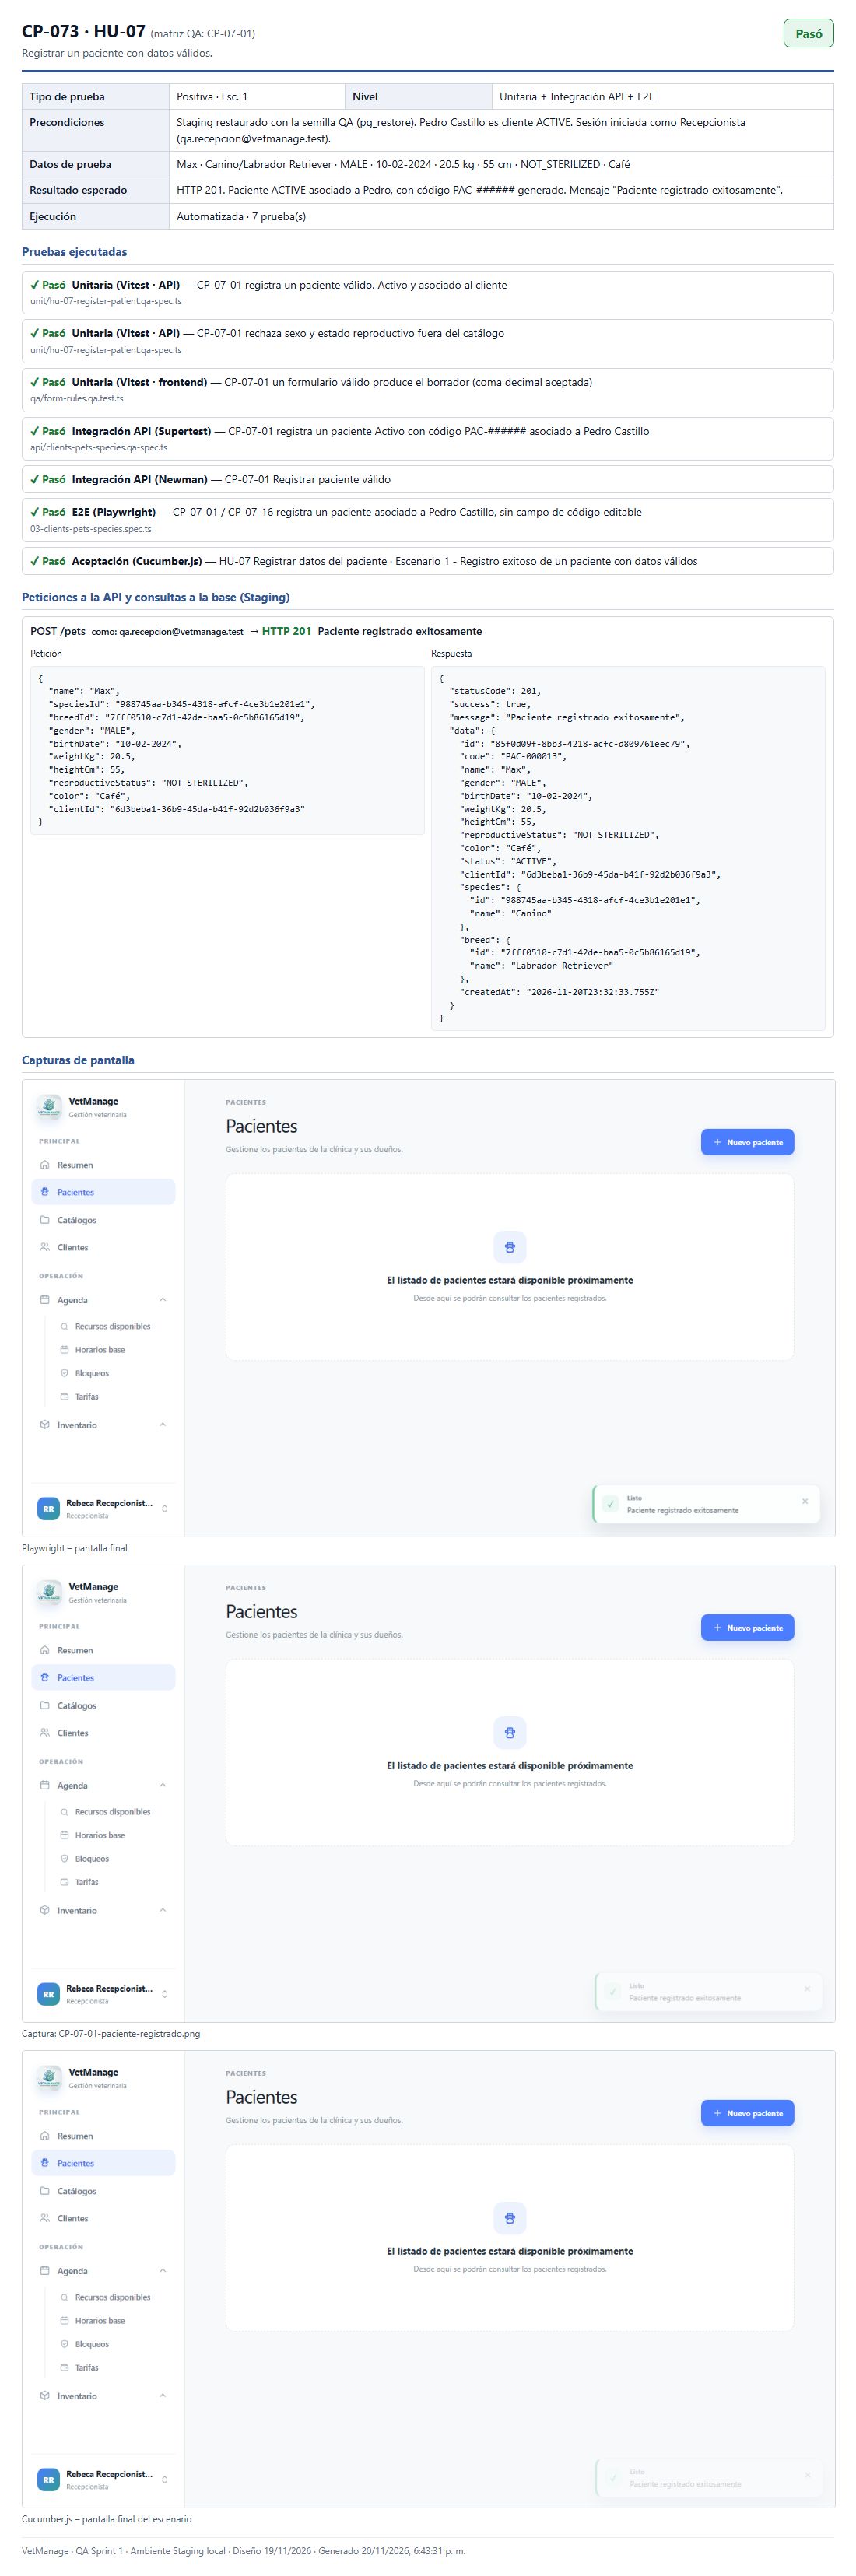 CP-073 · HU-07 (matriz QA: CP-07-01)
Pasó
Registrar un paciente con datos válidos.
Tipo de prueba
Positiva · Esc. 1
Nivel
Unitaria + Integración API + E2E
Precondiciones
Staging restaurado con la semilla QA (pg_restore). Pedro Castillo es cliente ACTIVE. Sesión iniciada como Recepcionista
(qa.recepcion@vetmanage.test).
Datos de prueba
Max · Canino/Labrador Retriever · MALE · 10-02-2024 · 20.5 kg · 55 cm · NOT_STERILIZED · Café
Resultado esperado
HTTP 201. Paciente ACTIVE asociado a Pedro, con código PAC-###### generado. Mensaje "Paciente registrado exitosamente".
Ejecución
Automatizada · 7 prueba(s)
Pruebas ejecutadas
✓ Pasó Unitaria (Vitest · API) — CP-07-01 registra un paciente válido, Activo y asociado al cliente
unit/hu-07-register-patient.qa-spec.ts
✓ Pasó Unitaria (Vitest · API) — CP-07-01 rechaza sexo y estado reproductivo fuera del catálogo
unit/hu-07-register-patient.qa-spec.ts
✓ Pasó Unitaria (Vitest · frontend) — CP-07-01 un formulario válido produce el borrador (coma decimal aceptada)
qa/form-rules.qa.test.ts
✓ Pasó Integración API (Supertest) — CP-07-01 registra un paciente Activo con código PAC-###### asociado a Pedro Castillo
api/clients-pets-species.qa-spec.ts
✓ Pasó Integración API (Newman) — CP-07-01 Registrar paciente válido
✓ Pasó E2E (Playwright) — CP-07-01 / CP-07-16 registra un paciente asociado a Pedro Castillo, sin campo de código editable
03-clients-pets-species.spec.ts
✓ Pasó Aceptación (Cucumber.js) — HU-07 Registrar datos del paciente · Escenario 1 - Registro exitoso de un paciente con datos válidos
Peticiones a la API y consultas a la base (Staging)
POST /pets como: qa.recepcion@vetmanage.test → HTTP 201 Paciente registrado exitosamente
Petición
{
"name": "Max",
"speciesId": "988745aa-b345-4318-afcf-4ce3b1e201e1",
"breedId": "7fff0510-c7d1-42de-baa5-0c5b86165d19",
"gender": "MALE",
"birthDate": "10-02-2024",
"weightKg": 20.5,
"heightCm": 55,
"reproductiveStatus": "NOT_STERILIZED",
"color": "Café",
"clientId": "6d3beba1-36b9-45da-b41f-92d2b036f9a3"
}
Respuesta
{
"statusCode": 201,
"success": true,
"message": "Paciente registrado exitosamente",
"data": {
"id": "85f0d09f-8bb3-4218-acfc-d809761eec79",
"code": "PAC-000013",
"name": "Max",
"gender": "MALE",
"birthDate": "10-02-2024",
"weightKg": 20.5,
"heightCm": 55,
"reproductiveStatus": "NOT_STERILIZED",
"color": "Café",
"status": "ACTIVE",
"clientId": "6d3beba1-36b9-45da-b41f-92d2b036f9a3",
"species": {
"id": "988745aa-b345-4318-afcf-4ce3b1e201e1",
"name": "Canino"
},
"breed": {
"id": "7fff0510-c7d1-42de-baa5-0c5b86165d19",
"name": "Labrador Retriever"
},
"createdAt": "2026-11-20T23:32:33.755Z"
}
}
Capturas de pantalla
VetManage
Gestión veterinaria
PRINCIPAL
Resumen
Pacientes
Catálogos
Clientes
OPERACIÓN
Agenda
Recursos disponibles
Horarios base
Bloqueos
Tarifas
Inventario
RR
Rebeca Recepcionist...
Recepcionista
PACIENTES
Pacientes
Gestione los pacientes de la clínica y sus dueños.
+ Nuevo paciente
El listado de pacientes estará disponible próximamente
Desde aquí se podrán consultar los pacientes registrados.
Listo
Paciente registrado exitosamente
Playwright – pantalla final
VetManage
Gestión veterinaria
PRINCIPAL
Resumen
Pacientes
Catálogos
Clientes
OPERACIÓN
Agenda
Recursos disponibles
Horarios base
Bloqueos
Tarifas
Inventario
RR
Rebeca Recepcionist...
Recepcionista
PACIENTES
Pacientes
Gestione los pacientes de la clínica y sus dueños.
+ Nuevo paciente
El listado de pacientes estará disponible próximamente
Desde aquí se podrán consultar los pacientes registrados.
Listo
Paciente registrado exitosamente
Captura: CP-07-01-paciente-registrado.png
VetManage
Gestión veterinaria
PRINCIPAL
Resumen
Pacientes
Catálogos
Clientes
OPERACIÓN
Agenda
Recursos disponibles
Horarios base
Bloqueos
Tarifas
Inventario
RR
Rebeca Recepcionist...
Recepcionista
PACIENTES
Pacientes
Gestione los pacientes de la clínica y sus dueños.
+ Nuevo paciente
El listado de pacientes estará disponible próximamente
Desde aquí se podrán consultar los pacientes registrados.
Listo
Paciente registrado exitosamente
Cucumber.js – pantalla final del escenario
VetManage · QA Sprint 1 · Ambiente Staging local · Diseño 19/11/2026 · Generado 20/11/2026, 6:43:31 p. m.